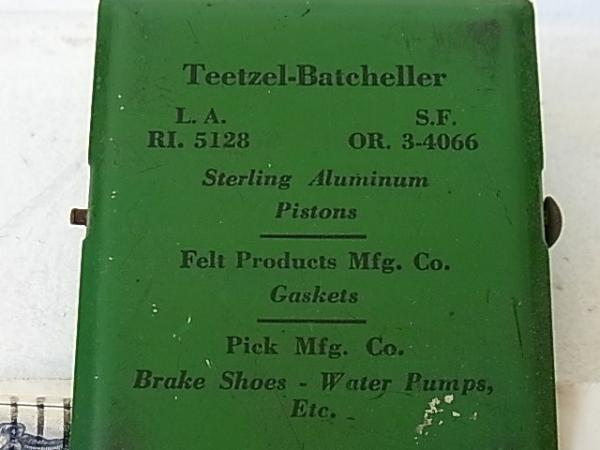 Teetzel-Batcheller
L. A. S.F.
RI. 5128 OR. 3-4066
Sterling Aluminum
Pistons
Felt Products Mfg. Co.
Gaskets
Pick Mfg. Co.
Brake Shoes - Water Pumps,
Etc.